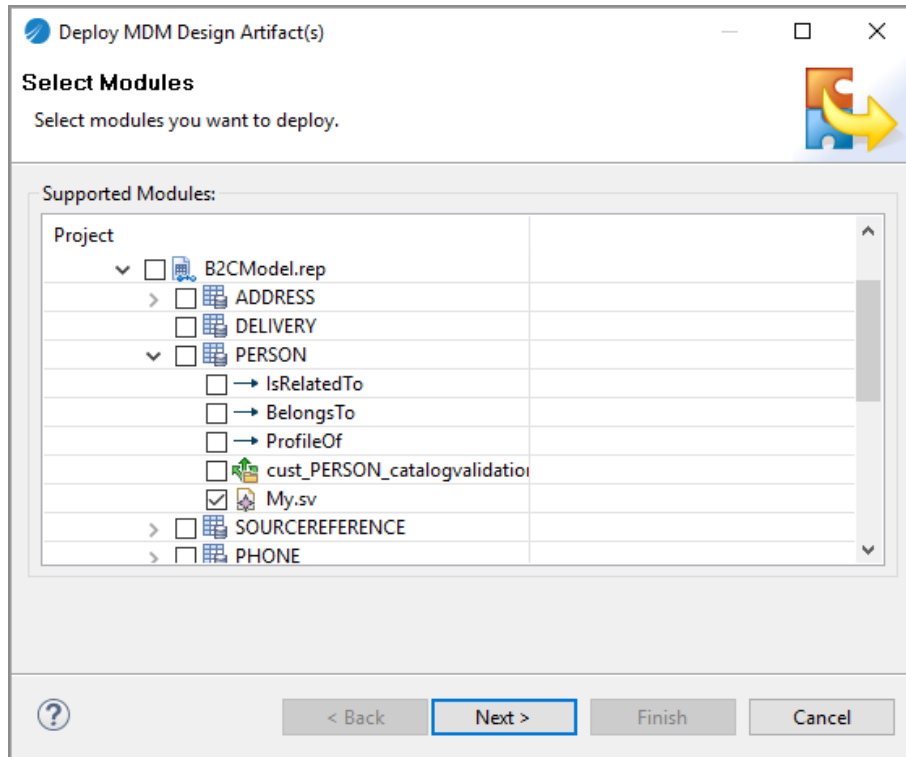 Deploy MDM Design Artifact(s)
Select Modules
Select modules you want to deploy.
Supported Modules:
Project
B2CModel.rep
ADDRESS
DELIVERY
PERSON
IsRelatedTo
BelongsTo
ProfileOf
cust_PERSON_catalogvalidation
My.sv
SOURCEREFERENCE
PHONE
?
< Back
Next >
Finish
Cancel